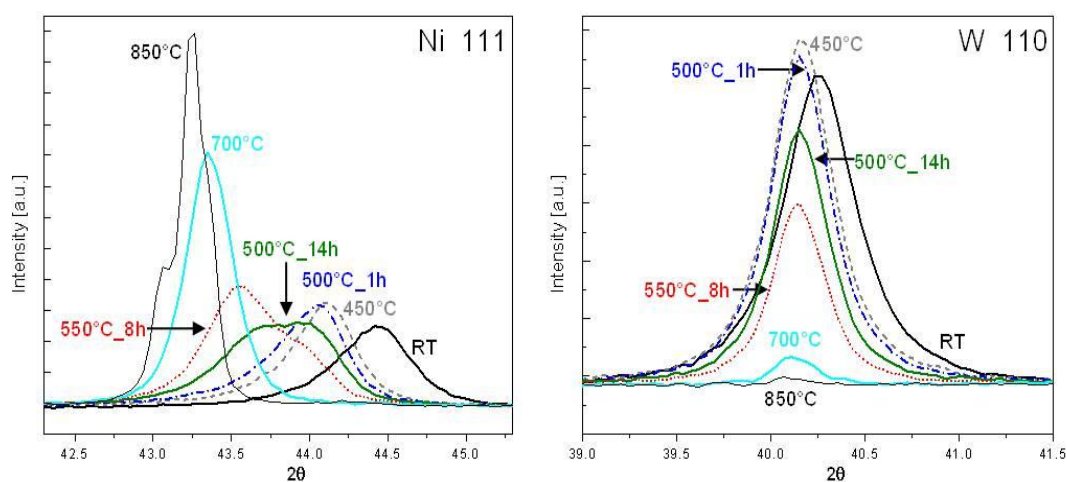 Ni 111
850°C
700°C
500°C_14h
500°C_1h
450°C
550°C_8h
RT
Intensity [a.u.]
42.5 43.0 43.5 44.0 44.5 45.0
2θ
W 110
450°C
500°C_1h
500°C_14h
550°C_8h
700°C
RT
850°C
Intensity [a.u.]
39.0 39.5 40.0 40.5 41.0 41.5
2θ